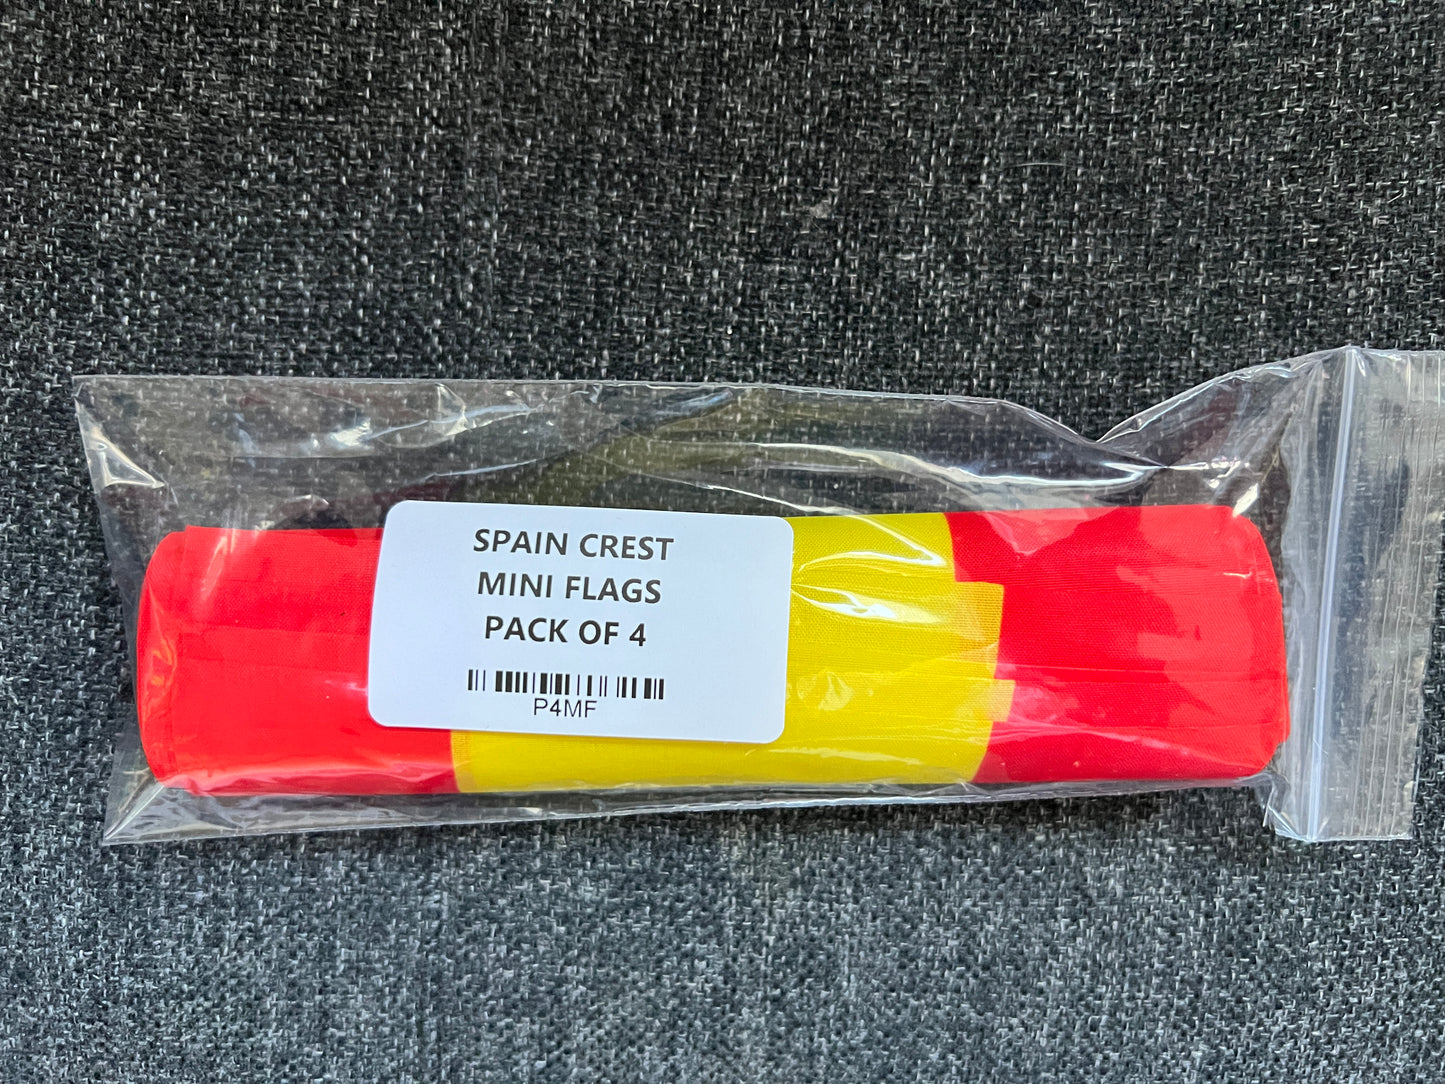 SPAIN CREST
MINI FLAGS
PACK OF 4
P4MF